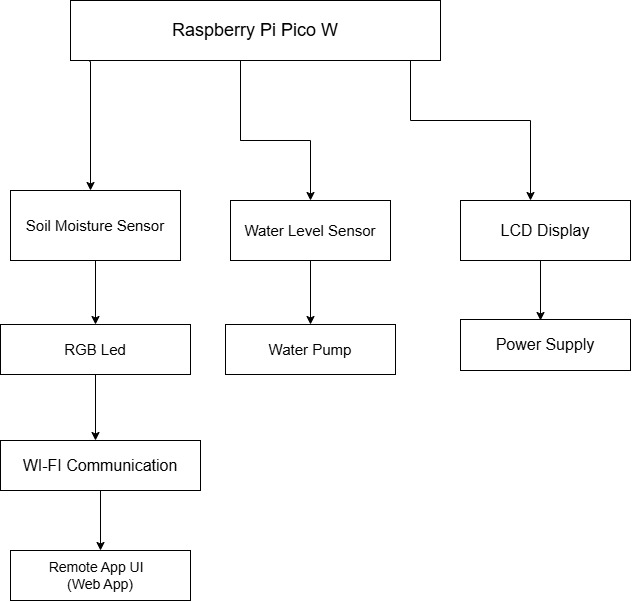 Raspberry Pi Pico W
Soil Moisture Sensor
Water Level Sensor
LCD Display
RGB Led
Water Pump
Power Supply
WI-FI Communication
Remote App UI
(Web App)